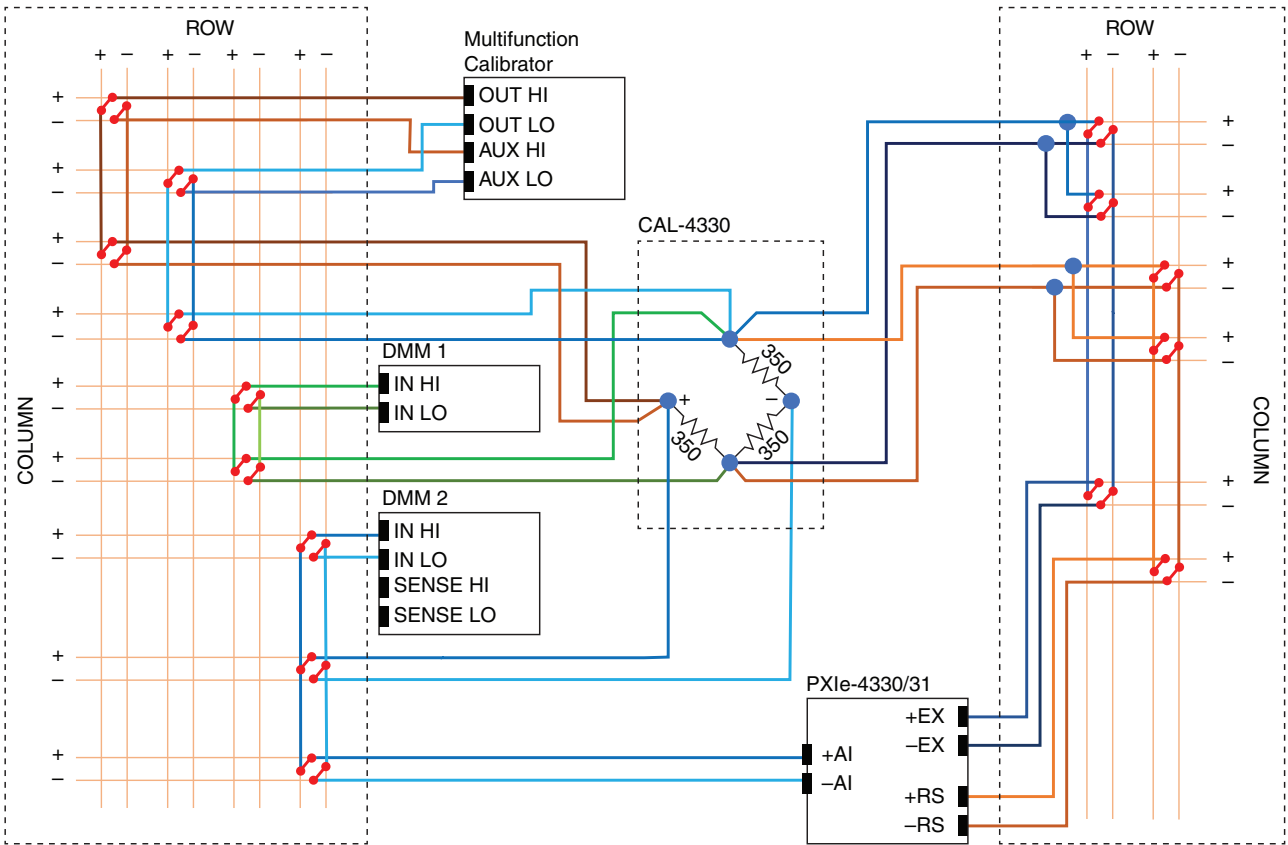 ROW
+ − + − + − + −
+
−
+
−
+
−
+
−
+
−
+
−
+
−
+
−
+
−
COLUMN
Multifunction
Calibrator
OUT HI
OUT LO
AUX HI
AUX LO
CAL-4330
350
+
−
350
350
DMM 1
IN HI
IN LO
DMM 2
IN HI
IN LO
SENSE HI
SENSE LO
PXIe-4330/31
+EX
−EX
+AI
−AI
+RS
−RS
ROW
+ − + −
+
−
+
−
+
−
+
−
+
−
+
−
COLUMN